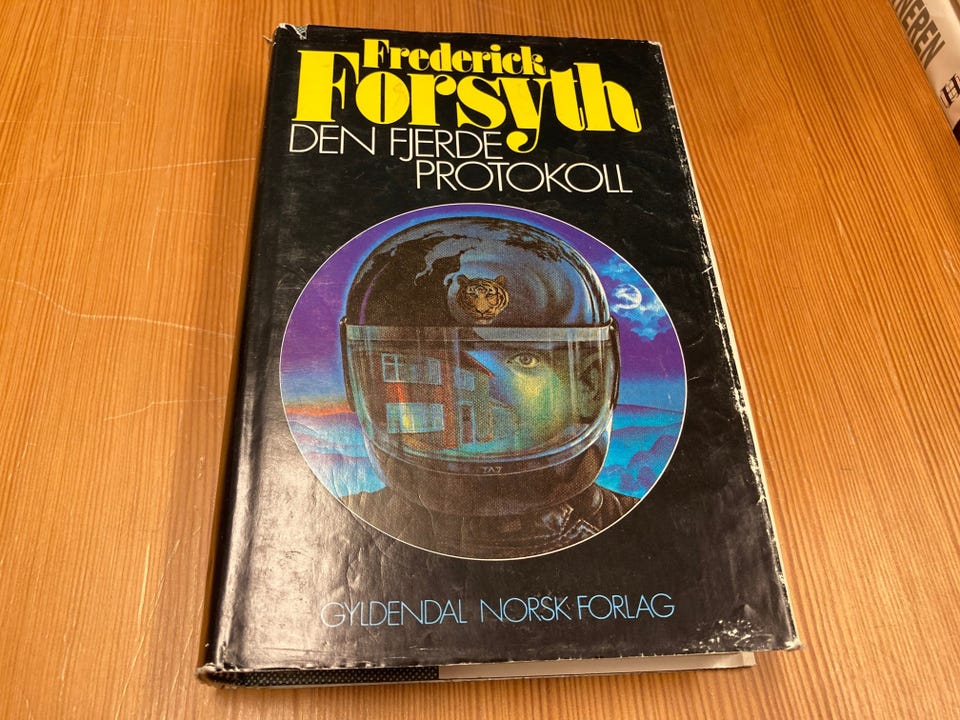 Frederick
Forsyth
DEN FJERDE
PROTOKOLL
GYLDENDAL NORSK FORLAG